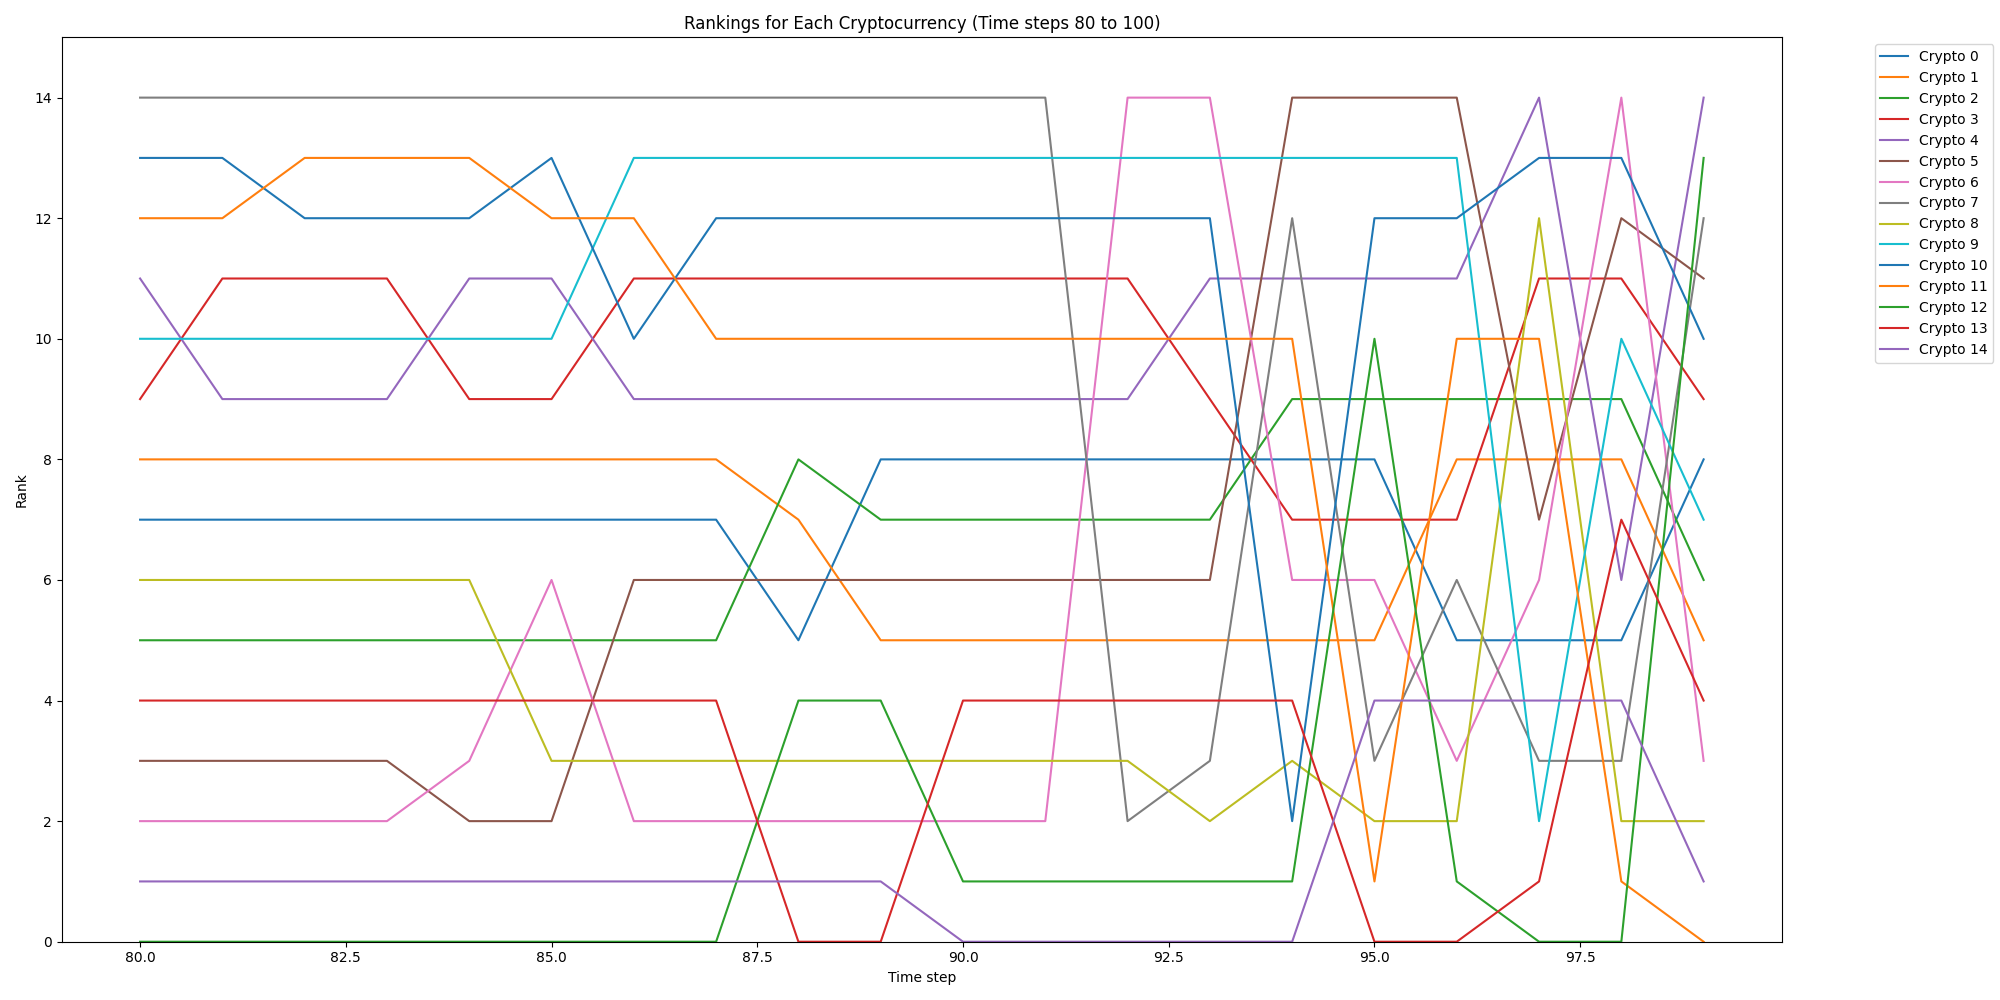 Rankings for Each Cryptocurrency (Time steps 80 to 100)
Rank
14
12
10
8
6
4
2
0
80.0 82.5 85.0 87.5 90.0 92.5 95.0 97.5
Time step
Crypto 0
Crypto 1
Crypto 2
Crypto 3
Crypto 4
Crypto 5
Crypto 6
Crypto 7
Crypto 8
Crypto 9
Crypto 10
Crypto 11
Crypto 12
Crypto 13
Crypto 14